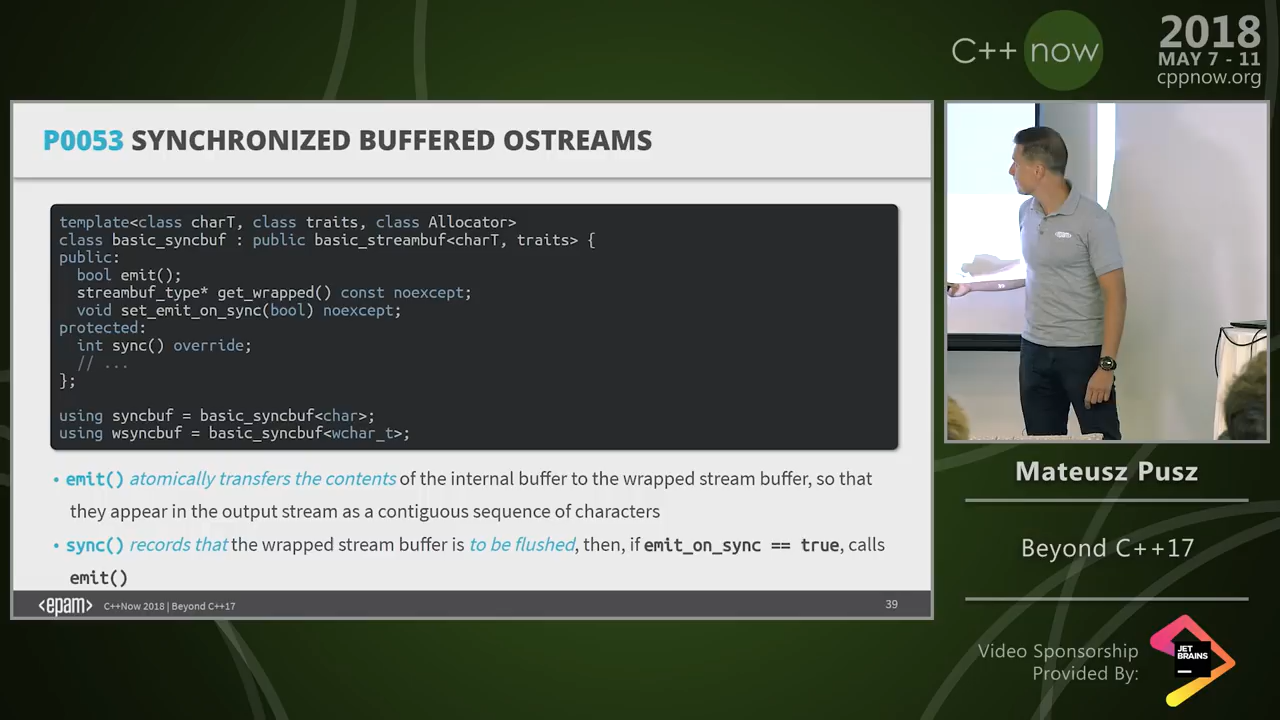 C++ now
2018
MAY 7 - 11
cppnow.org
P0053 SYNCHRONIZED BUFFERED OSTREAMS
template<class charT, class traits, class Allocator>
class basic_syncbuf : public basic_streambuf<charT, traits> {
public:
  bool emit();
  streambuf_type* get_wrapped() const noexcept;
  void set_emit_on_sync(bool) noexcept;
protected:
  int sync() override;
  // ...
};
using syncbuf = basic_syncbuf<char>;
using wsyncbuf = basic_syncbuf<wchar_t>;
• emit() atomically transfers the contents of the internal buffer to the wrapped stream buffer, so that
they appear in the output stream as a contiguous sequence of characters
• sync() records that the wrapped stream buffer is to be flushed, then, if emit_on_sync == true, calls
emit()
<epam> C++Now 2018 | Beyond C++17
39
Mateusz Pusz
Beyond C++17
Video Sponsorship
Provided By:
JET
BRAINS